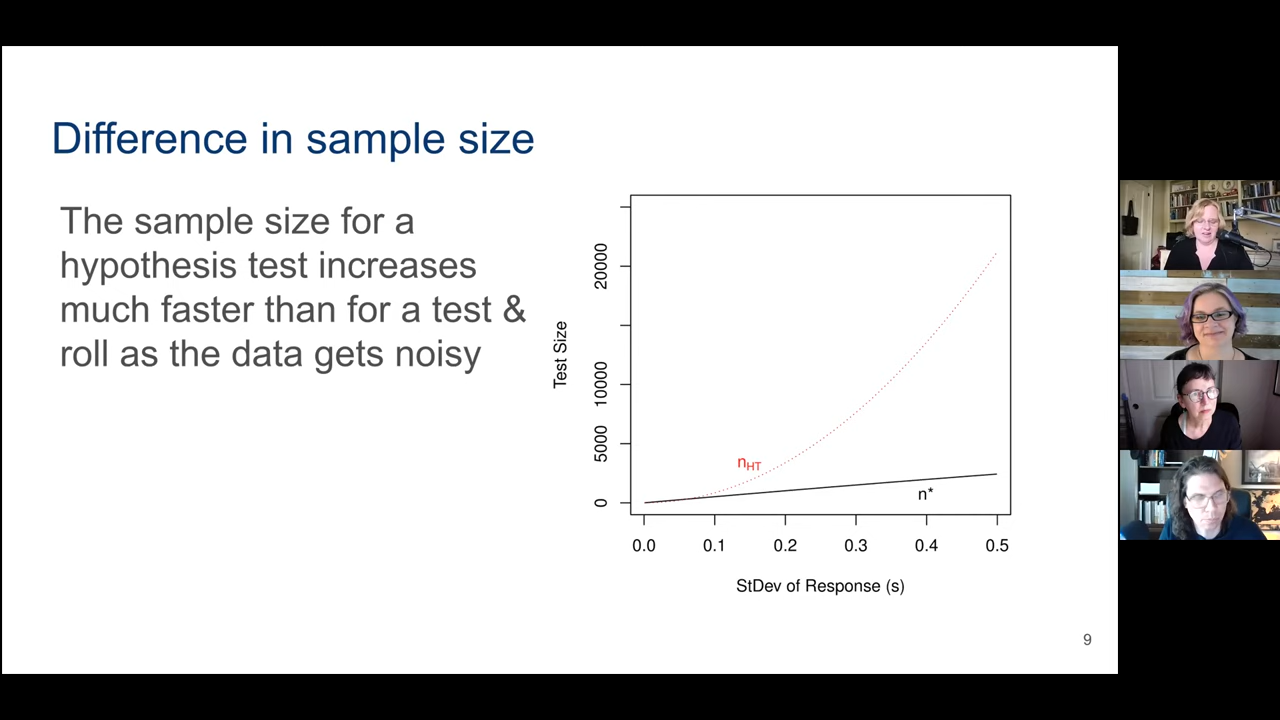 Difference in sample size
The sample size for a
hypothesis test increases
much faster than for a test &
roll as the data gets noisy
Test Size
20000
10000
5000
0
nHT
n*
0.0 0.1 0.2 0.3 0.4 0.5
StDev of Response (s)
9